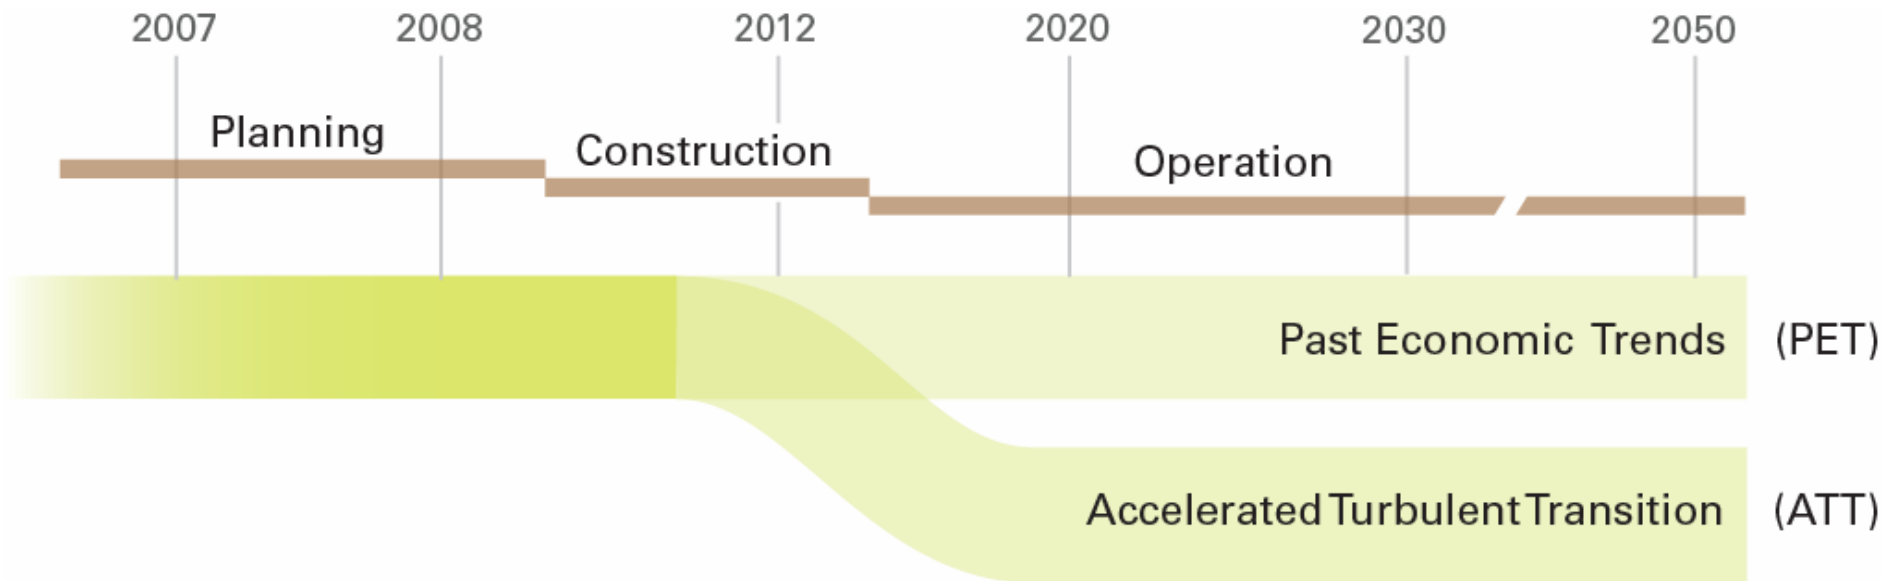 2007 2008 2012 2020 2030 2050
Planning
Construction
Operation
Past Economic Trends (PET)
Accelerated Turbulent Transition (ATT)